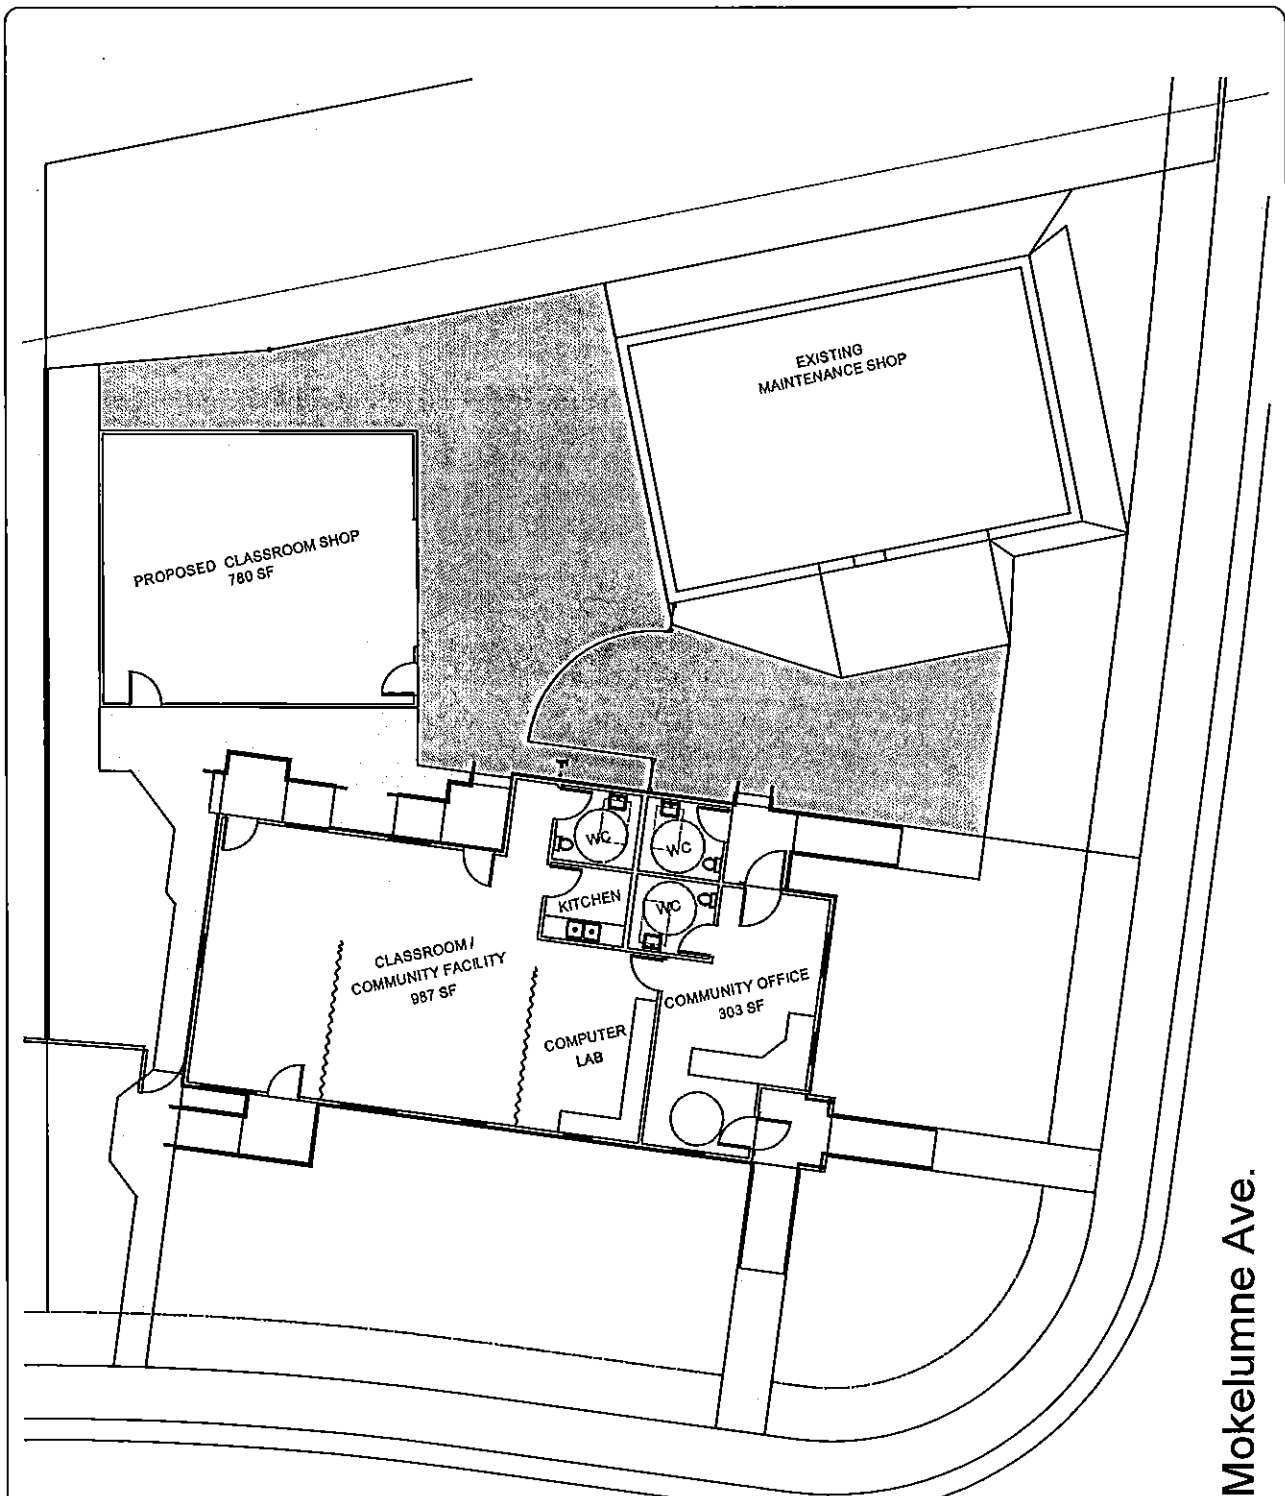 EXISTING
MAINTENANCE SHOP
PROPOSED CLASSROOM SHOP
780 SF
WC
WC
KITCHEN
WC
CLASSROOM /
COMMUNITY FACILITY
987 SF
COMMUNITY OFFICE
303 SF
COMPUTER
LAB
Mokelumne Ave.